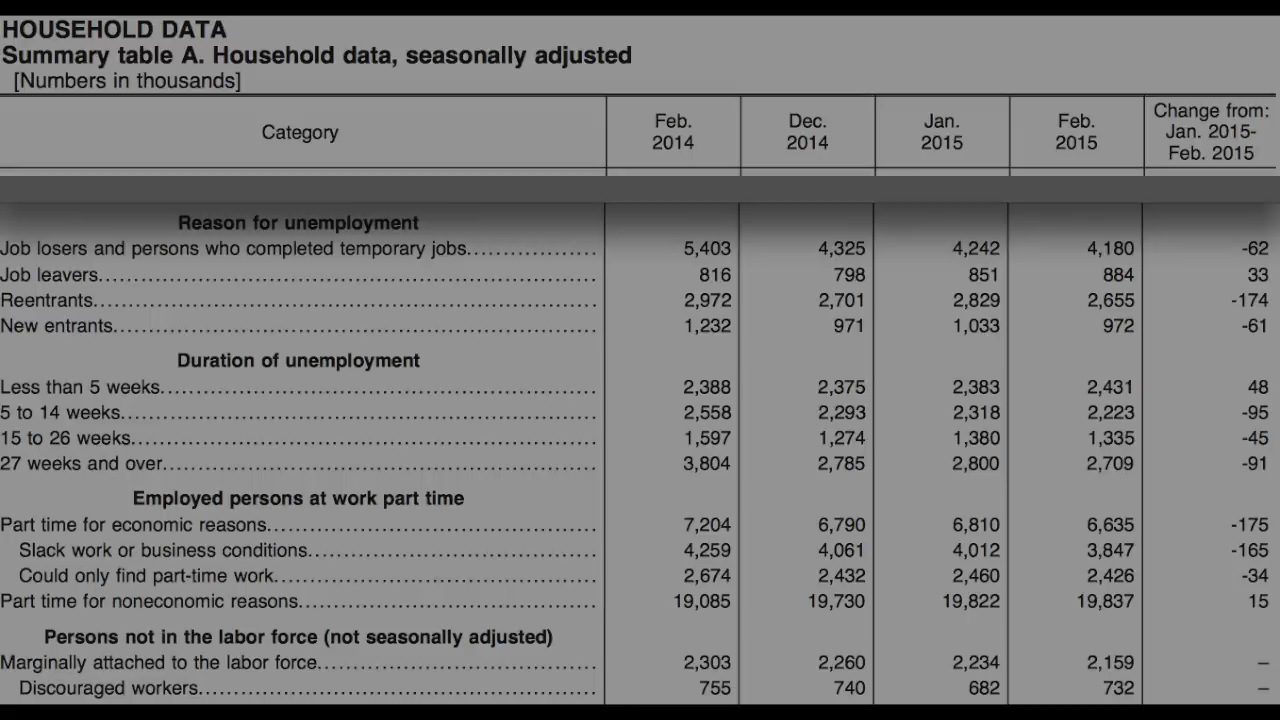 HOUSEHOLD DATA
Summary table A. Household data, seasonally adjusted
[Numbers in thousands]
Category Feb. 2014 Dec. 2014 Jan. 2015 Feb. 2015 Change from: Jan. 2015- Feb. 2015
Reason for unemployment
Job losers and persons who completed temporary jobs.................. 5,403 4,325 4,242 4,180 -62
Job leavers.................. 816 798 851 884 33
Reentrants.................. 2,972 2,701 2,829 2,655 -174
New entrants.................. 1,232 971 1,033 972 -61
Duration of unemployment
Less than 5 weeks.................. 2,388 2,375 2,383 2,431 48
5 to 14 weeks.................. 2,558 2,293 2,318 2,223 -95
15 to 26 weeks.................. 1,597 1,274 1,380 1,335 -45
27 weeks and over.................. 3,804 2,785 2,800 2,709 -91
Employed persons at work part time
Part time for economic reasons.................. 7,204 6,790 6,810 6,635 -175
Slack work or business conditions.................. 4,259 4,061 4,012 3,847 -165
Could only find part-time work.................. 2,674 2,432 2,460 2,426 -34
Part time for noneconomic reasons.................. 19,085 19,730 19,822 19,837 15
Persons not in the labor force (not seasonally adjusted)
Marginally attached to the labor force.................. 2,303 2,260 2,234 2,159 –
Discouraged workers.................. 755 740 682 732 –